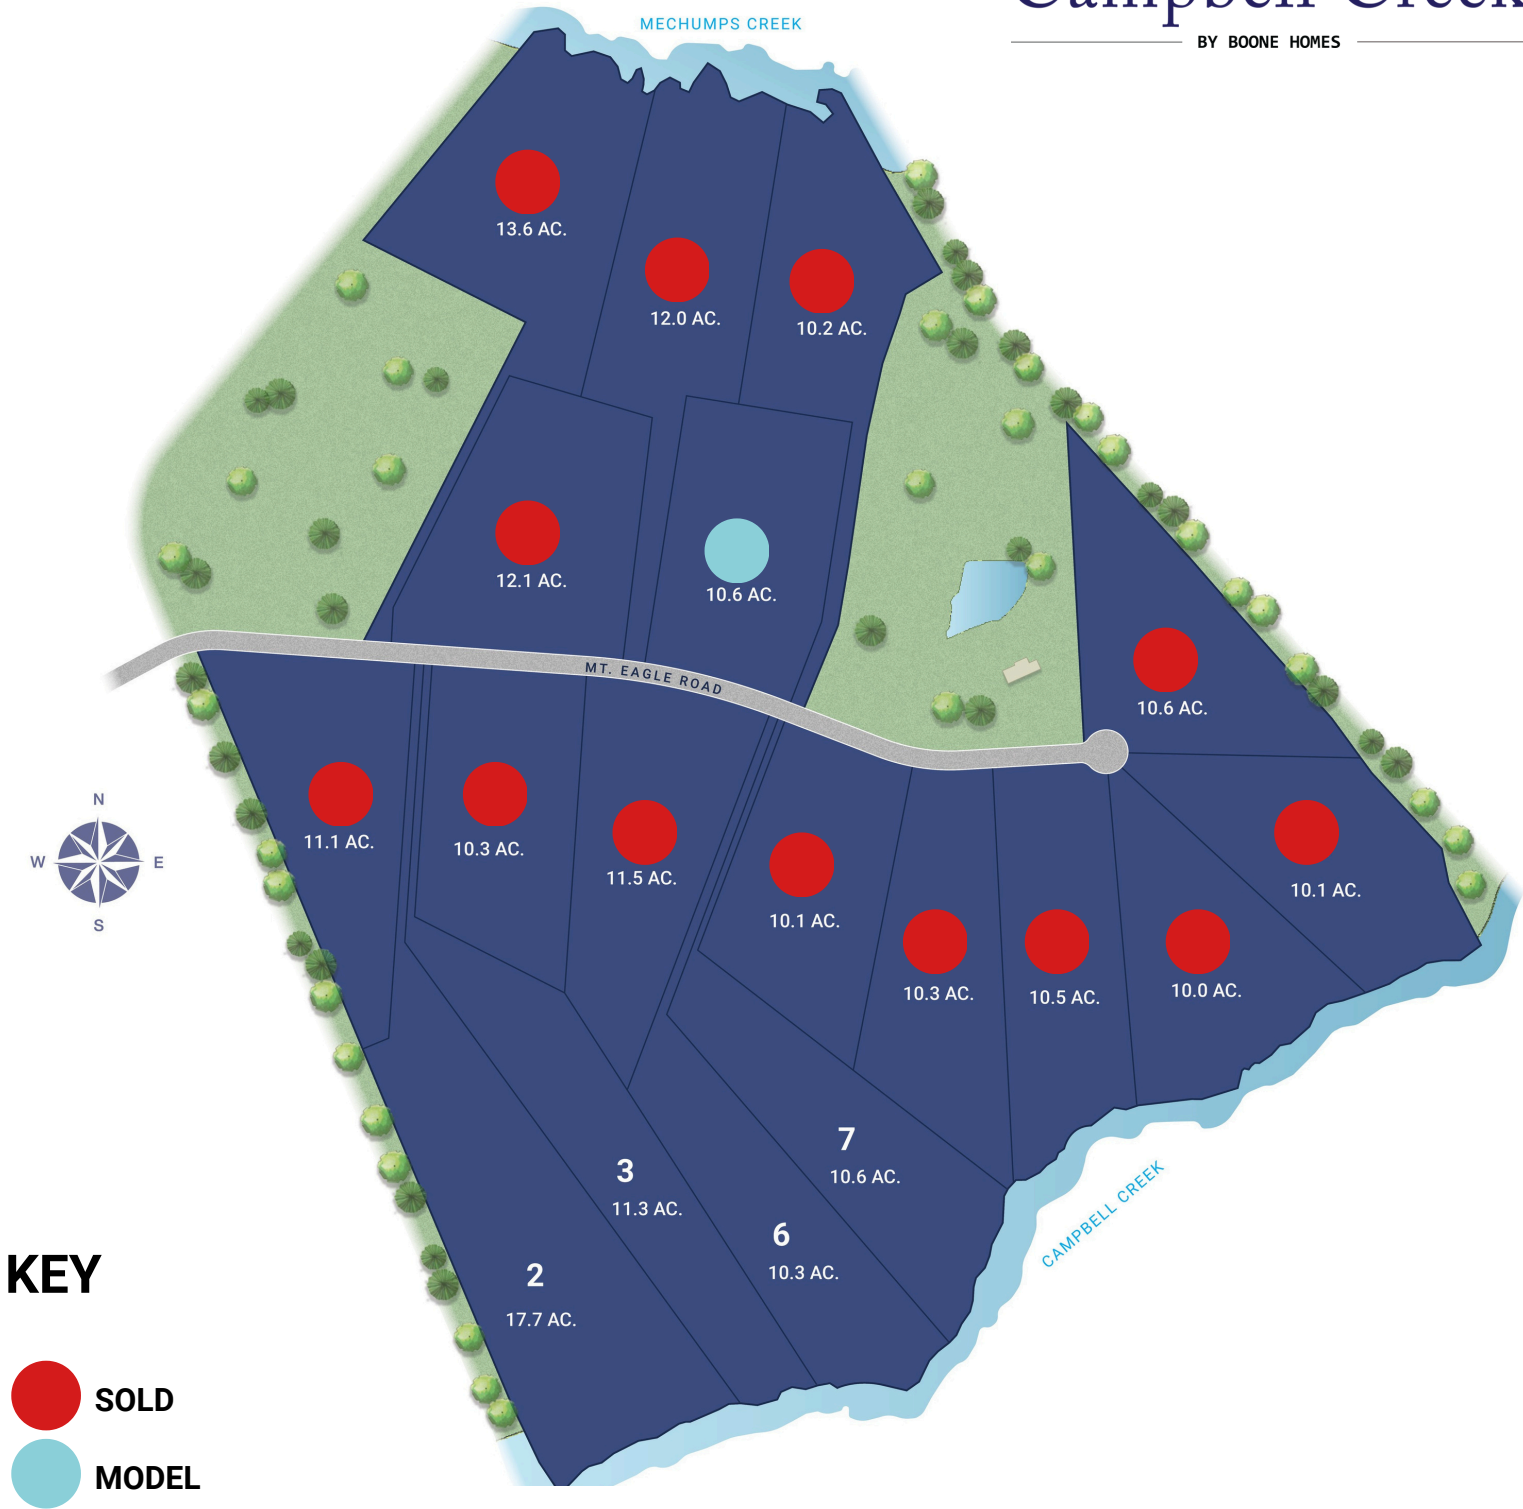 Campbell Creek
BY BOONE HOMES
MECHUMPS CREEK
13.6 AC.
12.0 AC.
10.2 AC.
12.1 AC.
10.6 AC.
MT. EAGLE ROAD
10.6 AC.
11.1 AC.
10.3 AC.
11.5 AC.
10.1 AC.
10.3 AC.
10.5 AC.
10.0 AC.
10.1 AC.
N
W
E
S
7
10.6 AC.
3
11.3 AC.
6
10.3 AC.
2
17.7 AC.
CAMPBELL CREEK
KEY
SOLD
MODEL